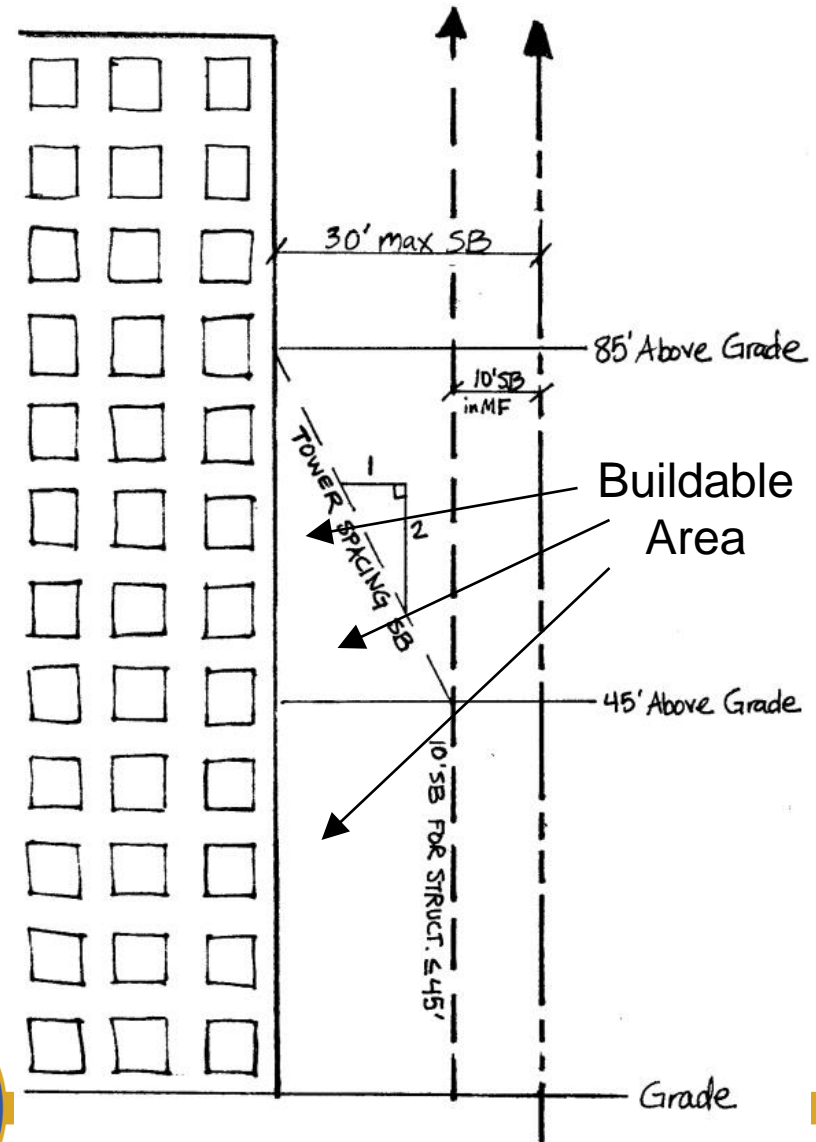 30' max SB
85' Above Grade
10' SB
in MF
1
2
TOWER SPACING SB
Buildable
Area
45' Above Grade
10' SB FOR STRUCT. ≤ 45'
Grade